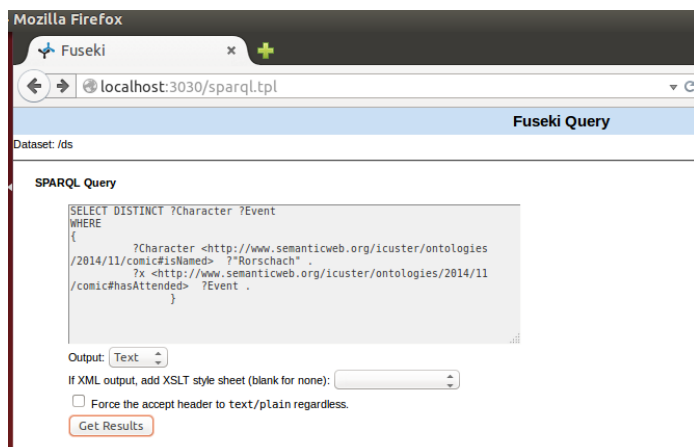 Mozilla Firefox
Fuseki
localhost:3030/sparql.tpl
Fuseki Query
Dataset: /ds
SPARQL Query
SELECT DISTINCT ?Character ?Event
WHERE
{
?Character <http://www.semanticweb.org/icuster/ontologies
/2014/11/comic#isNamed> ?"Rorschach" .
?x <http://www.semanticweb.org/icuster/ontologies/2014/11
/comic#hasAttended> ?Event .
}
Output: Text
If XML output, add XSLT style sheet (blank for none):
Force the accept header to text/plain regardless.
Get Results